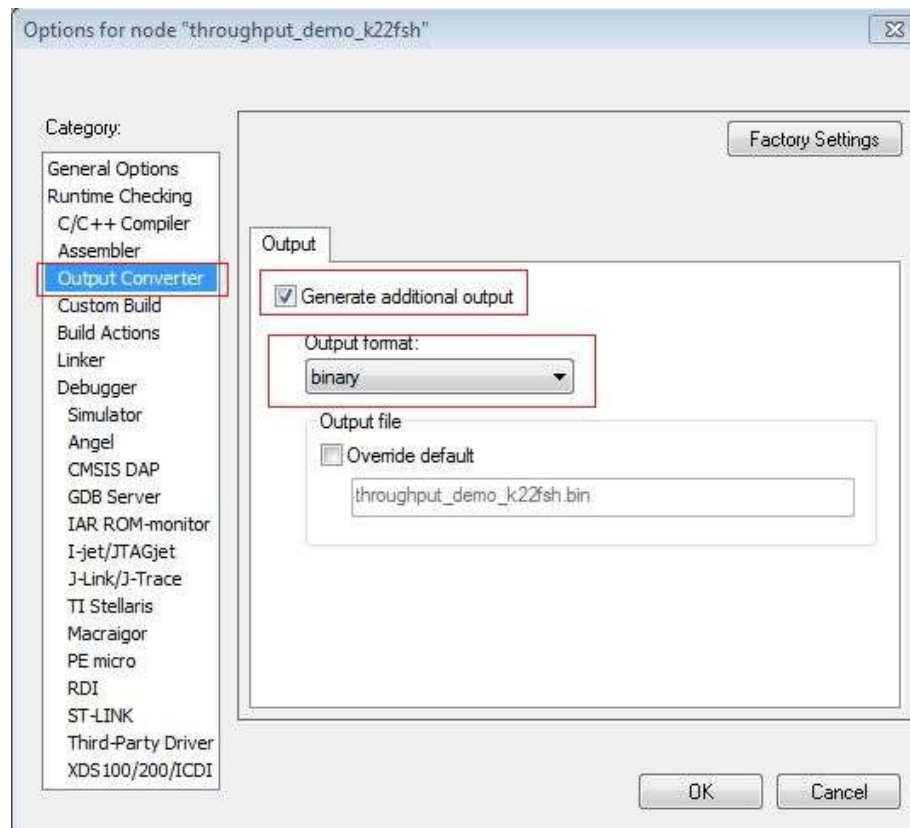 Options for node "throughput_demo_k22fsh"
Category:
General Options
Runtime Checking
C/C++ Compiler
Assembler
Output Converter
Custom Build
Build Actions
Linker
Debugger
Simulator
Angel
CMSIS DAP
GDB Server
IAR ROM-monitor
I-jet/JTAGjet
J-Link/J-Trace
TI Stellaris
Macraigor
PE micro
RDI
ST-LINK
Third-Party Driver
XDS100/200/ICDI
Factory Settings
Output
Generate additional output
Output format:
binary
Output file
Override default
throughput_demo_k22fsh.bin
OK
Cancel